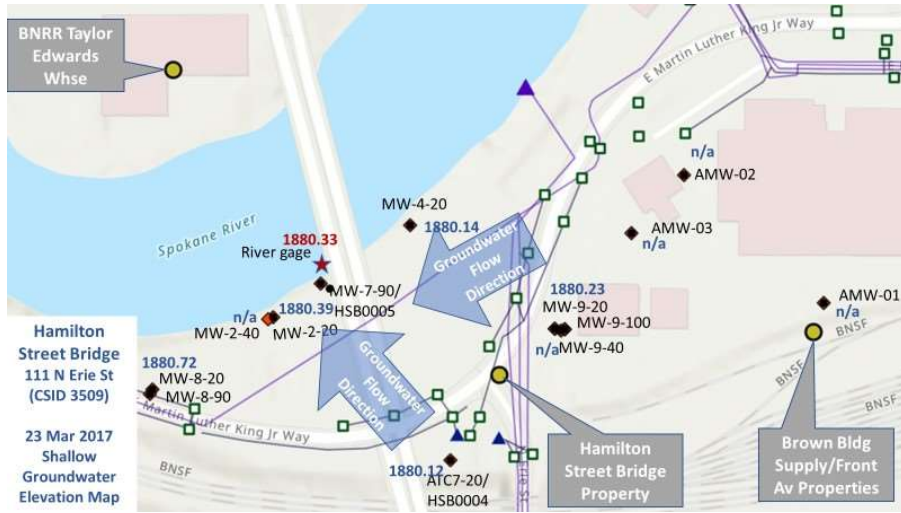 BNRR Taylor
Edwards
Whse
E Martin Luther King Jr Way
n/a
AMW-02
MW-4-20
1880.14
Groundwater
Flow
Direction
AMW-03
n/a
Spokane River
1880.33
River gage
MW-7-90/
HSB0005
1880.23
MW-9-20
MW-9-100
n/a
MW-9-40
AMW-01
n/a
BNSF
BNSF
BNSF
n/a
1880.39
MW-2-40
MW-2-20
Groundwater
Flow
Direction
Hamilton
Street Bridge
111 N Erie St
(CSID 3509)
23 Mar 2017
Shallow
Groundwater
Elevation Map
1880.72
MW-8-20
MW-8-90
E Martin Luther King Jr Way
BNSF
1880.12
ATC7-20/
HSB0004
Hamilton
Street Bridge
Property
Brown Bldg
Supply/Front
Av Properties